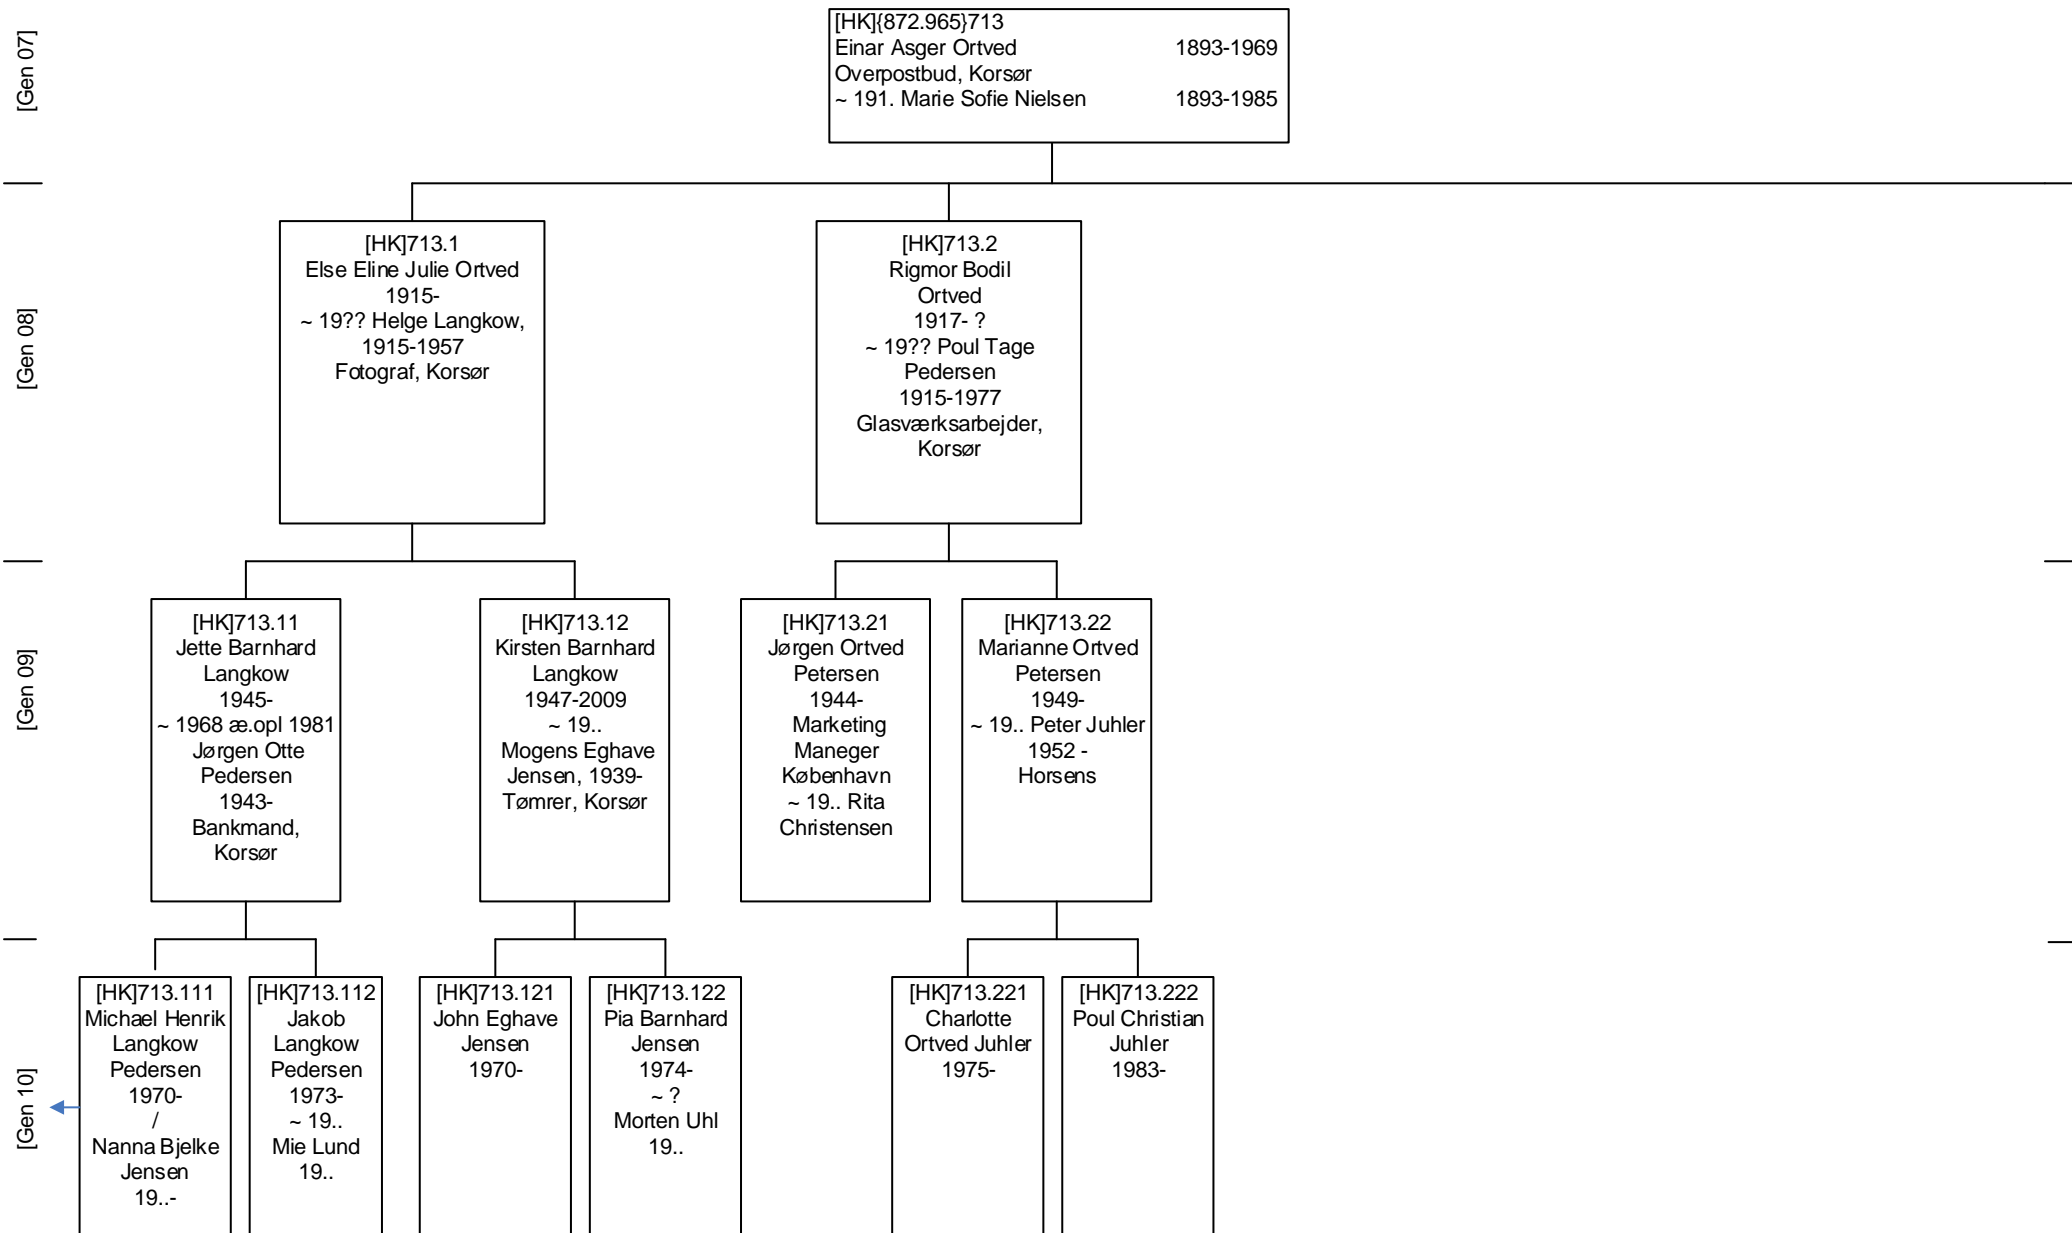 [Gen 07]
[HK]{872.965}713
Einar Asger Ortved 1893-1969
Overpostbud, Korsør
~ 191. Marie Sofie Nielsen 1893-1985
[Gen 08]
[HK]713.1
Else Eline Julie Ortved
1915-
~ 19?? Helge Langkow,
1915-1957
Fotograf, Korsør
[HK]713.2
Rigmor Bodil
Ortved
1917- ?
~ 19?? Poul Tage
Pedersen
1915-1977
Glasværksarbejder,
Korsør
[Gen 09]
[HK]713.11
Jette Barnhard
Langkow
1945-
~ 1968 æ.opl 1981
Jørgen Otte
Pedersen
1943-
Bankmand,
Korsør
[HK]713.12
Kirsten Barnhard
Langkow
1947-2009
~ 19..
Mogens Eghave
Jensen, 1939-
Tømrer, Korsør
[HK]713.21
Jørgen Ortved
Petersen
1944-
Marketing
Maneger
København
~ 19.. Rita
Christensen
[HK]713.22
Marianne Ortved
Petersen
1949-
~ 19.. Peter Juhler
1952 -
Horsens
[Gen 10]
[HK]713.111
Michael Henrik
Langkow
Pedersen
1970-
/
Nanna Bjelke
Jensen
19..-
[HK]713.112
Jakob
Langkow
Pedersen
1973-
~ 19..
Mie Lund
19..
[HK]713.121
John Eghave
Jensen
1970-
[HK]713.122
Pia Barnhard
Jensen
1974-
~ ?
Morten Uhl
19..
[HK]713.221
Charlotte
Ortved Juhler
1975-
[HK]713.222
Poul Christian
Juhler
1983-